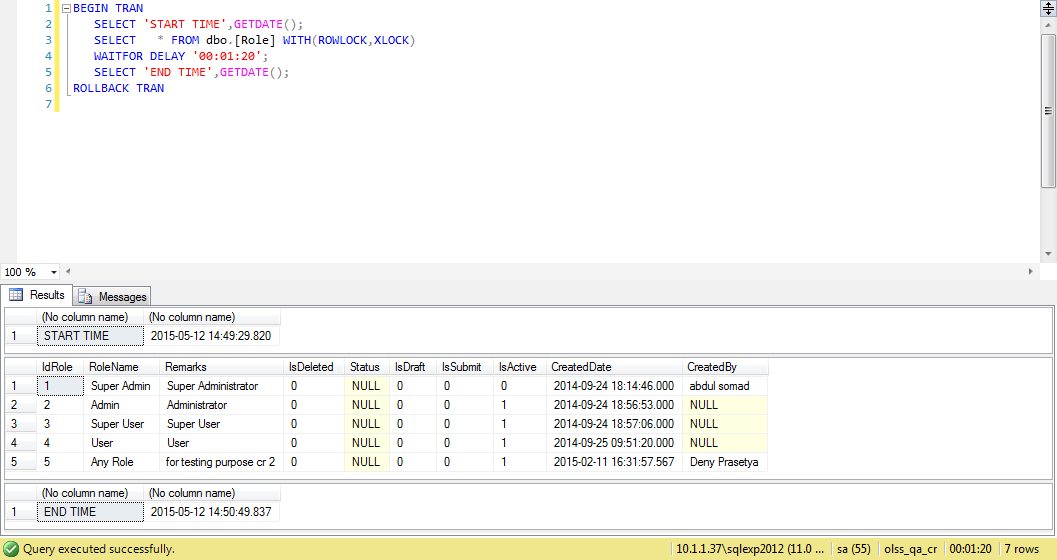 1 BEGIN TRAN
2 SELECT 'START TIME',GETDATE();
3 SELECT * FROM dbo.[Role] WITH(ROWLOCK,XLOCK)
4 WAITFOR DELAY '00:01:20';
5 SELECT 'END TIME',GETDATE();
6 ROLLBACK TRAN
7
100 %
Results Messages
(No column name) (No column name)
1 START TIME 2015-05-12 14:49:29.820
IdRole RoleName Remarks IsDeleted Status IsDraft IsSubmit IsActive CreatedDate CreatedBy
1 1 Super Admin Super Administrator 0 NULL 0 0 0 2014-09-24 18:14:46.000 abdul somad
2 2 Admin Administrator 0 NULL 0 0 1 2014-09-24 18:56:53.000 NULL
3 3 Super User Super User 0 NULL 0 0 1 2014-09-24 18:57:06.000 NULL
4 4 User User 0 NULL 0 0 1 2014-09-25 09:51:20.000 NULL
5 5 Any Role for testing purpose cr 2 0 NULL 0 0 1 2015-02-11 16:31:57.567 Deny Prasetya
(No column name) (No column name)
1 END TIME 2015-05-12 14:50:49.837
Query executed successfully. 10.1.1.37\sqlexp2012 (11.0 ... sa (55) olss_qa_cr 00:01:20 7 rows